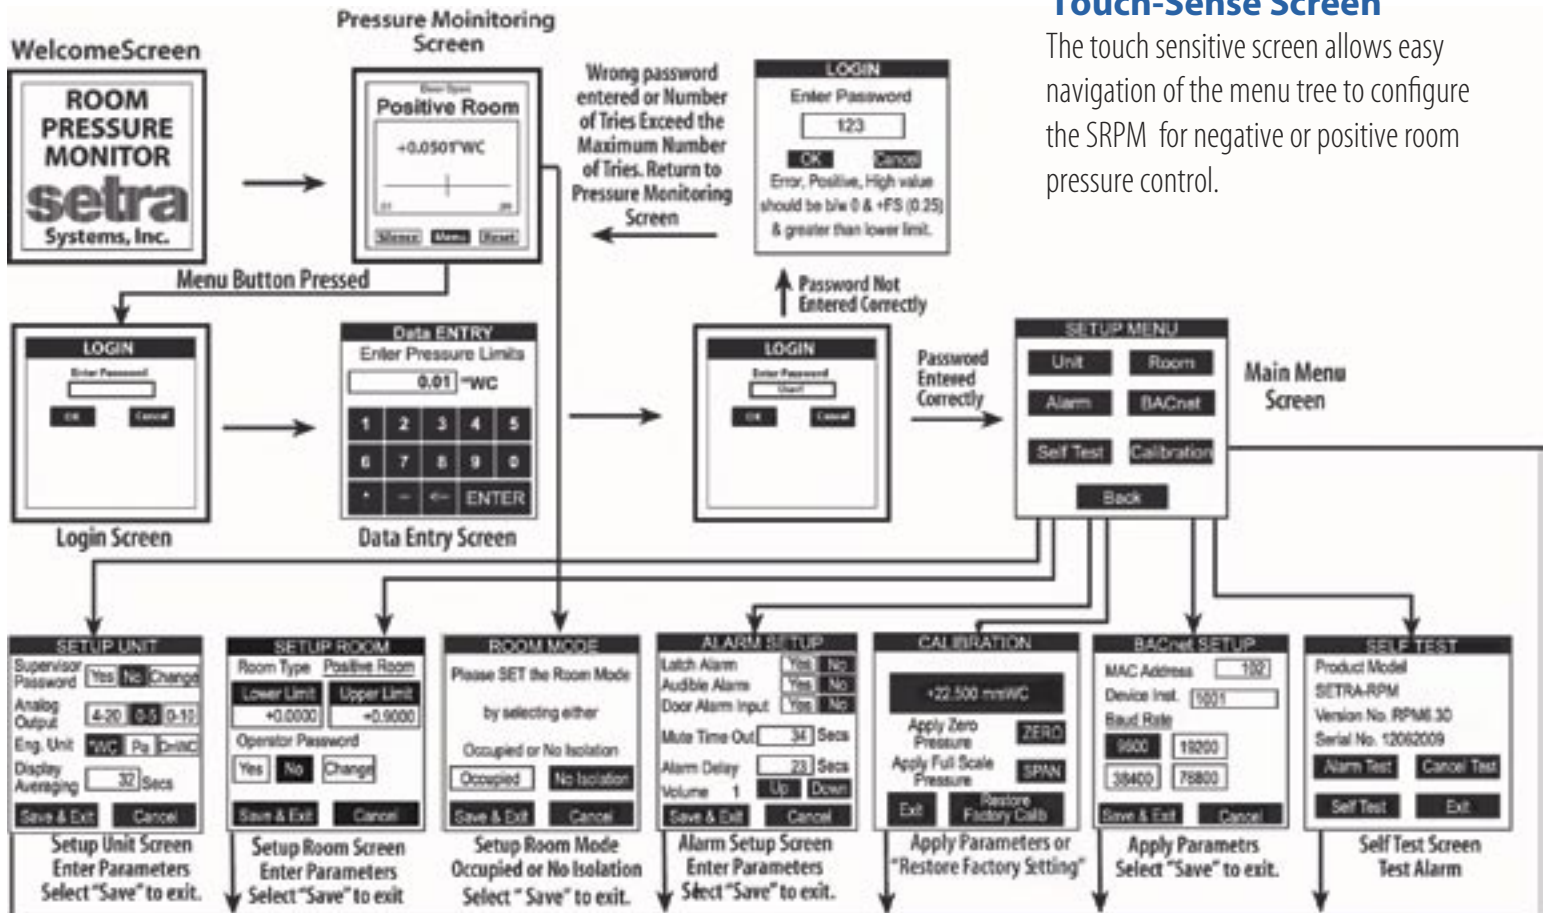 Touch-Sense Screen
The touch sensitive screen allows easy
navigation of the menu tree to configure
the SRPM for negative or positive room
pressure control.
WelcomeScreen
ROOM
PRESSURE
MONITOR
setra
Systems, Inc.
Pressure Moinitoring
Screen
Door Open
Positive Room
+0.0501"WC
Silence Menu Reset
Wrong password
entered or Number
of Tries Exceed the
Maximum Number
of Tries. Return to
Pressure Monitoring
Screen
LOGIN
Enter Password
123
OK Cancel
Error, Positive, High value
should be b/w 0 & +FS (0.25)
& greater than lower limit.
Menu Button Pressed
Password Not
Entered Correctly
LOGIN
Enter Password
OK Cancel
Login Screen
Data ENTRY
Enter Pressure Limits
0.01 "WC
1 2 3 4 5
6 7 8 9 0
- <- ENTER
Data Entry Screen
LOGIN
Enter Password
OK Cancel
Password
Entered
Correctly
SETUP MENU
Unit Room
Alarm BACnet
Self Test Calibration
Back
Main Menu
Screen
SETUP UNIT
Supervisor
Password Yes No Change
Analog
Output 4-20 0-5 0-10
Eng. Unit "WC Pa
Display
Averaging 32 Secs
Save & Exit Cancel
Setup Unit Screen
Enter Parameters
Select "Save" to exit.
SETUP ROOM
Room Type Positive Room
Lower Limit Upper Limit
+0.0000 +0.9000
Operator Password
Yes No Change
Save & Exit Cancel
Setup Room Screen
Enter Parameters
Select "Save" to exit
ROOM MODE
Please SET the Room Mode
by selecting either
Occupied or No Isolation
Occupied No Isolation
Save & Exit Cancel
Setup Room Mode
Occupied or No Isolation
Select " Save" to exit.
ALARM SETUP
Latch Alarm Yes No
Audible Alarm Yes No
Door Alarm Input Yes No
Mute Time Out 34 Secs
Alarm Delay 23 Secs
Volume 1 Up Down
Save & Exit Cancel
Alarm Setup Screen
Enter Parameters
Select "Save" to exit.
CALIBRATION
+22.500 mmWC
Apply Zero
Pressure ZERO
Apply Full Scale
Pressure SPAN
Exit Restore
Factory Calib
Apply Parameters or
"Restore Factory Setting"
BACnet SETUP
MAC Address 102
Device Inst. 1001
Baud Rate
9600 19200
38400 76800
Save & Exit Cancel
Apply Parametrs
Select "Save" to exit.
SELF TEST
Product Model
SETRA-RPM
Version No. RPM6.30
Serial No. 12062009
Alarm Test Cancel Test
Self Test Exit
Self Test Screen
Test Alarm